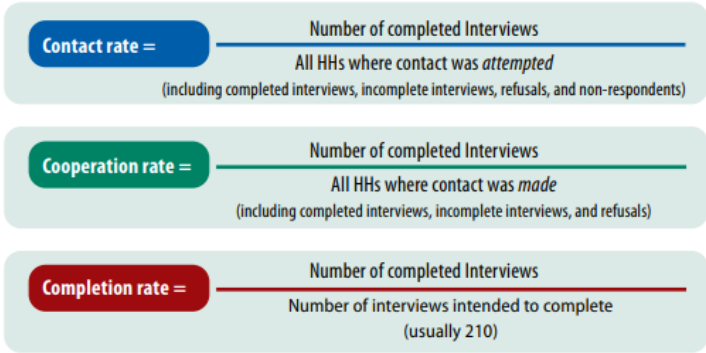 Contact rate =
Number of completed Interviews
All HHs where contact was attempted
(including completed interviews, incomplete interviews, refusals, and non-respondents)
Cooperation rate =
Number of completed Interviews
All HHs where contact was made
(including completed interviews, incomplete interviews, and refusals)
Completion rate =
Number of completed Interviews
Number of interviews intended to complete
(usually 210)